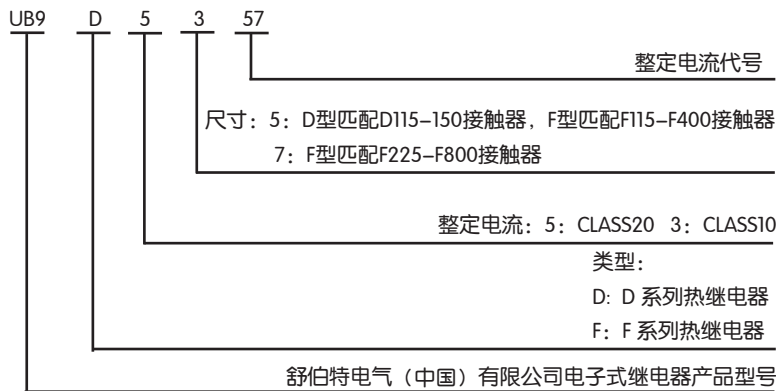 UB9 D 5 3 57
整定电流代号
尺寸：5：D型匹配D115-150接触器，F型匹配F115-F400接触器
7：F型匹配F225-F800接触器
整定电流：5：CLASS20 3：CLASS10
类型：
D: D 系列热继电器
F: F 系列热继电器
舒伯特电气（中国）有限公司电子式继电器产品型号